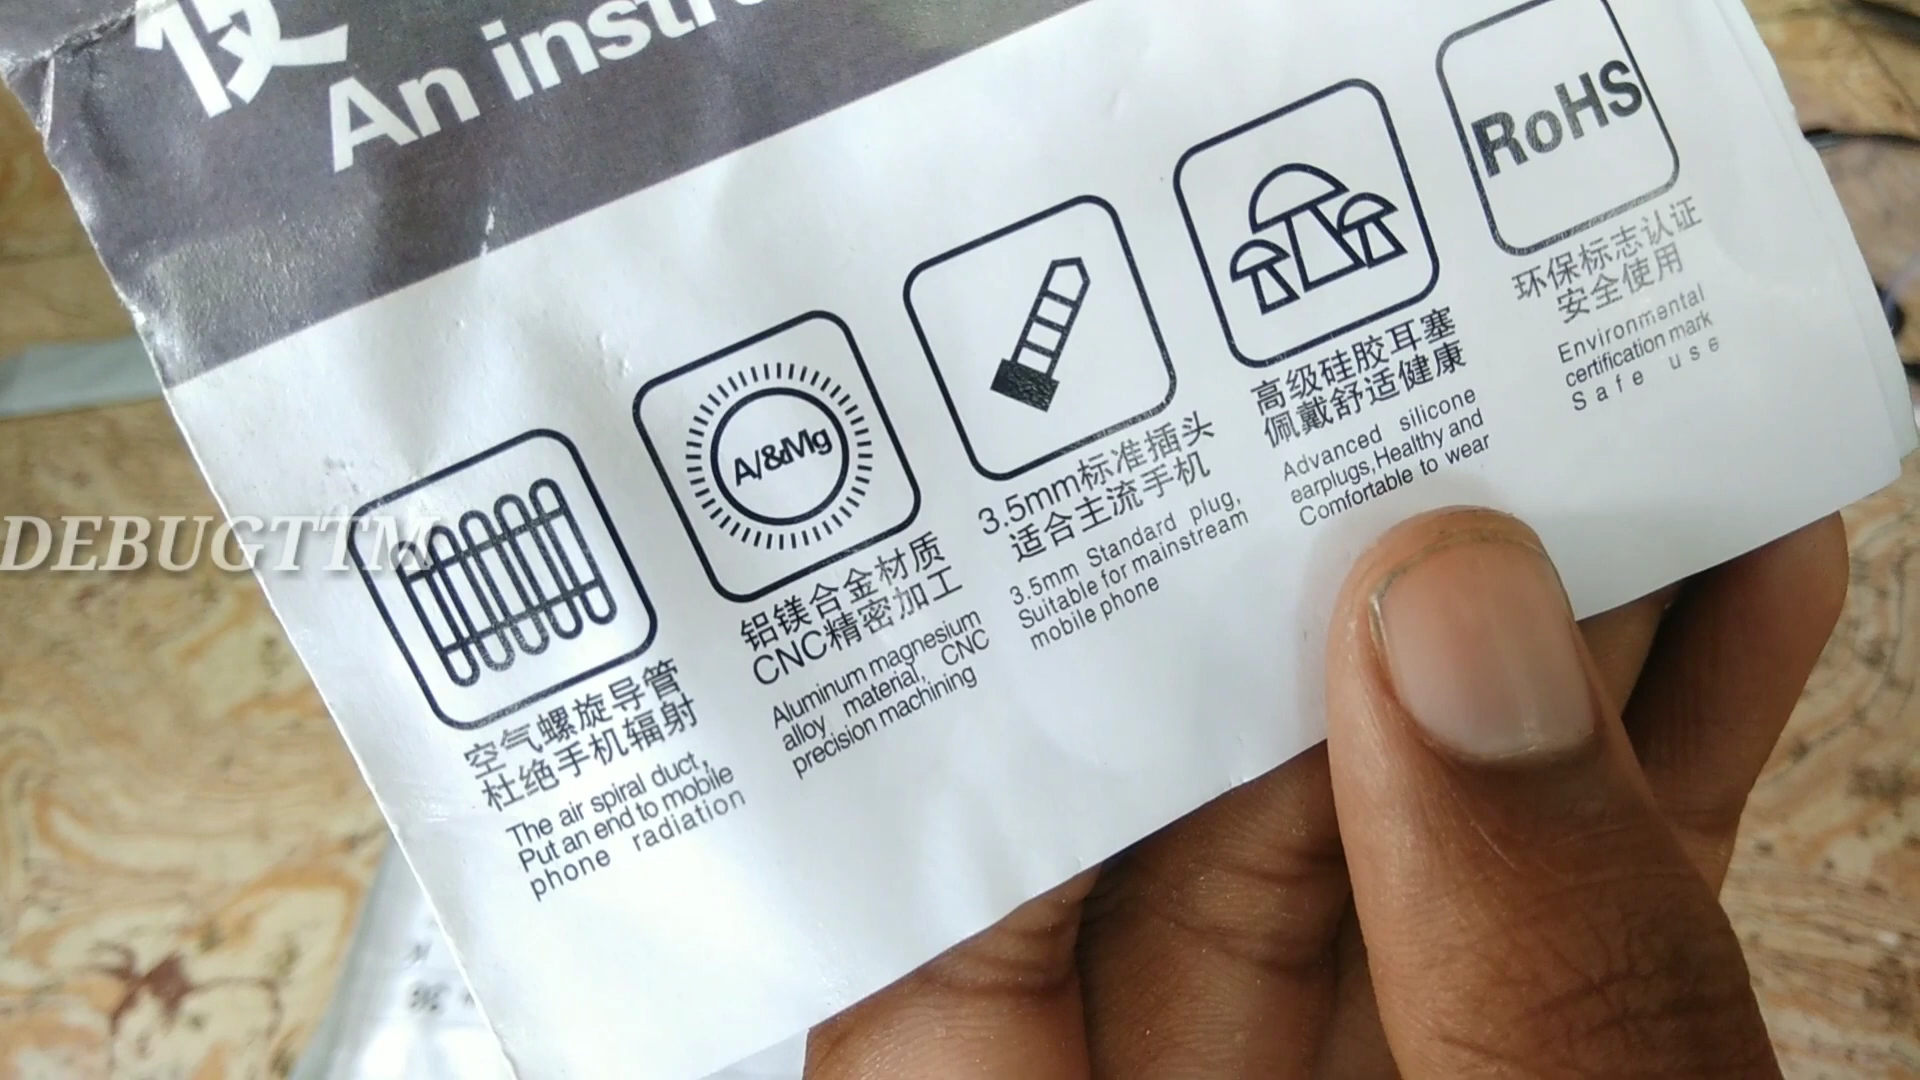 An
DEBUGTTM
空气螺旋导管
杜绝手机辐射
The air spiral duct,
Put an end to mobile
phone radiation
A/&Mg
铝镁合金材质
CNC精密加工
Aluminum magnesium
alloy material, CNC
precision machining
3.5mm标准插头
适合主流手机
3.5mm Standard plug,
Suitable for mainstream
mobile phone
高级硅胶耳塞
佩戴舒适健康
Advanced silicone
earplugs,Healthy and
Comfortable to wear
RoHS
环保标志认证
安全使用
Environmental
certification mark
Safe use